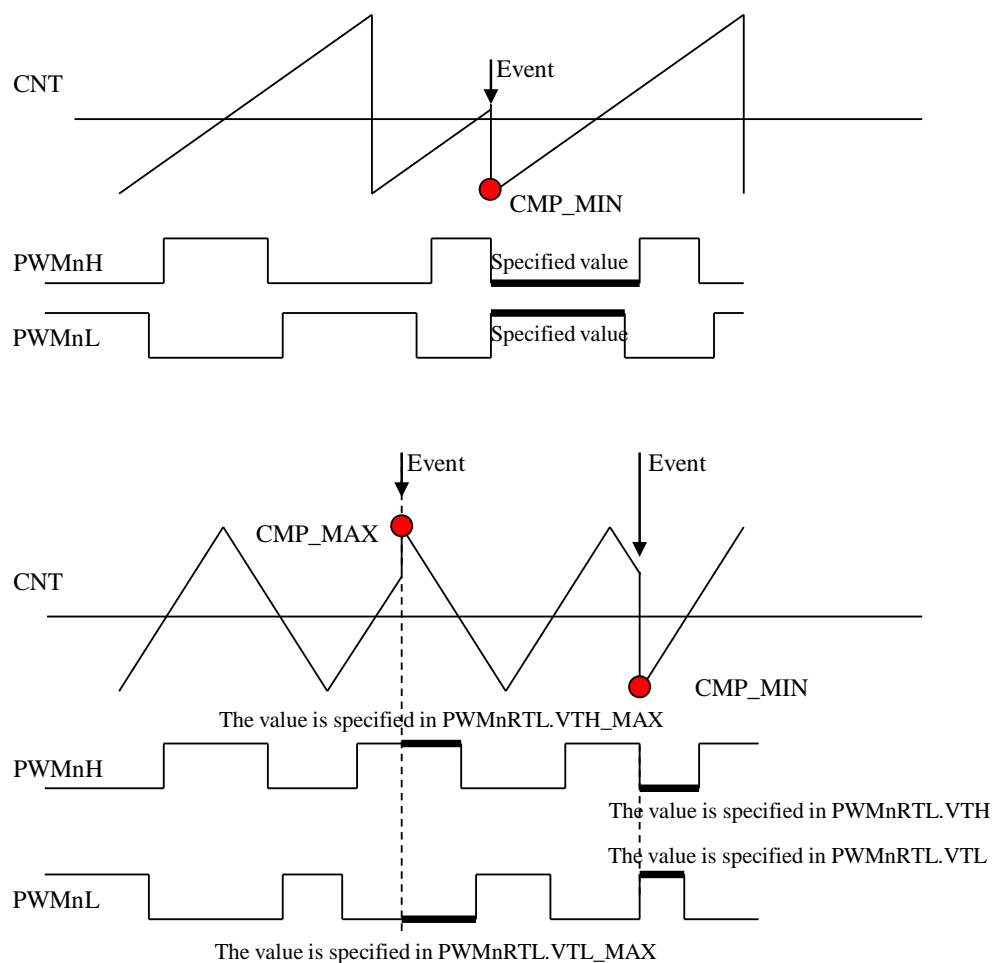 Event
CNT
CMP_MIN
PWMnH
Specified value
PWMnL
Specified value
Event
Event
CMP_MAX
CNT
CMP_MIN
The value is specified in PWMnRTL.VTH_MAX
PWMnH
The value is specified in PWMnRTL.VTH
The value is specified in PWMnRTL.VTL
PWMnL
The value is specified in PWMnRTL.VTL_MAX